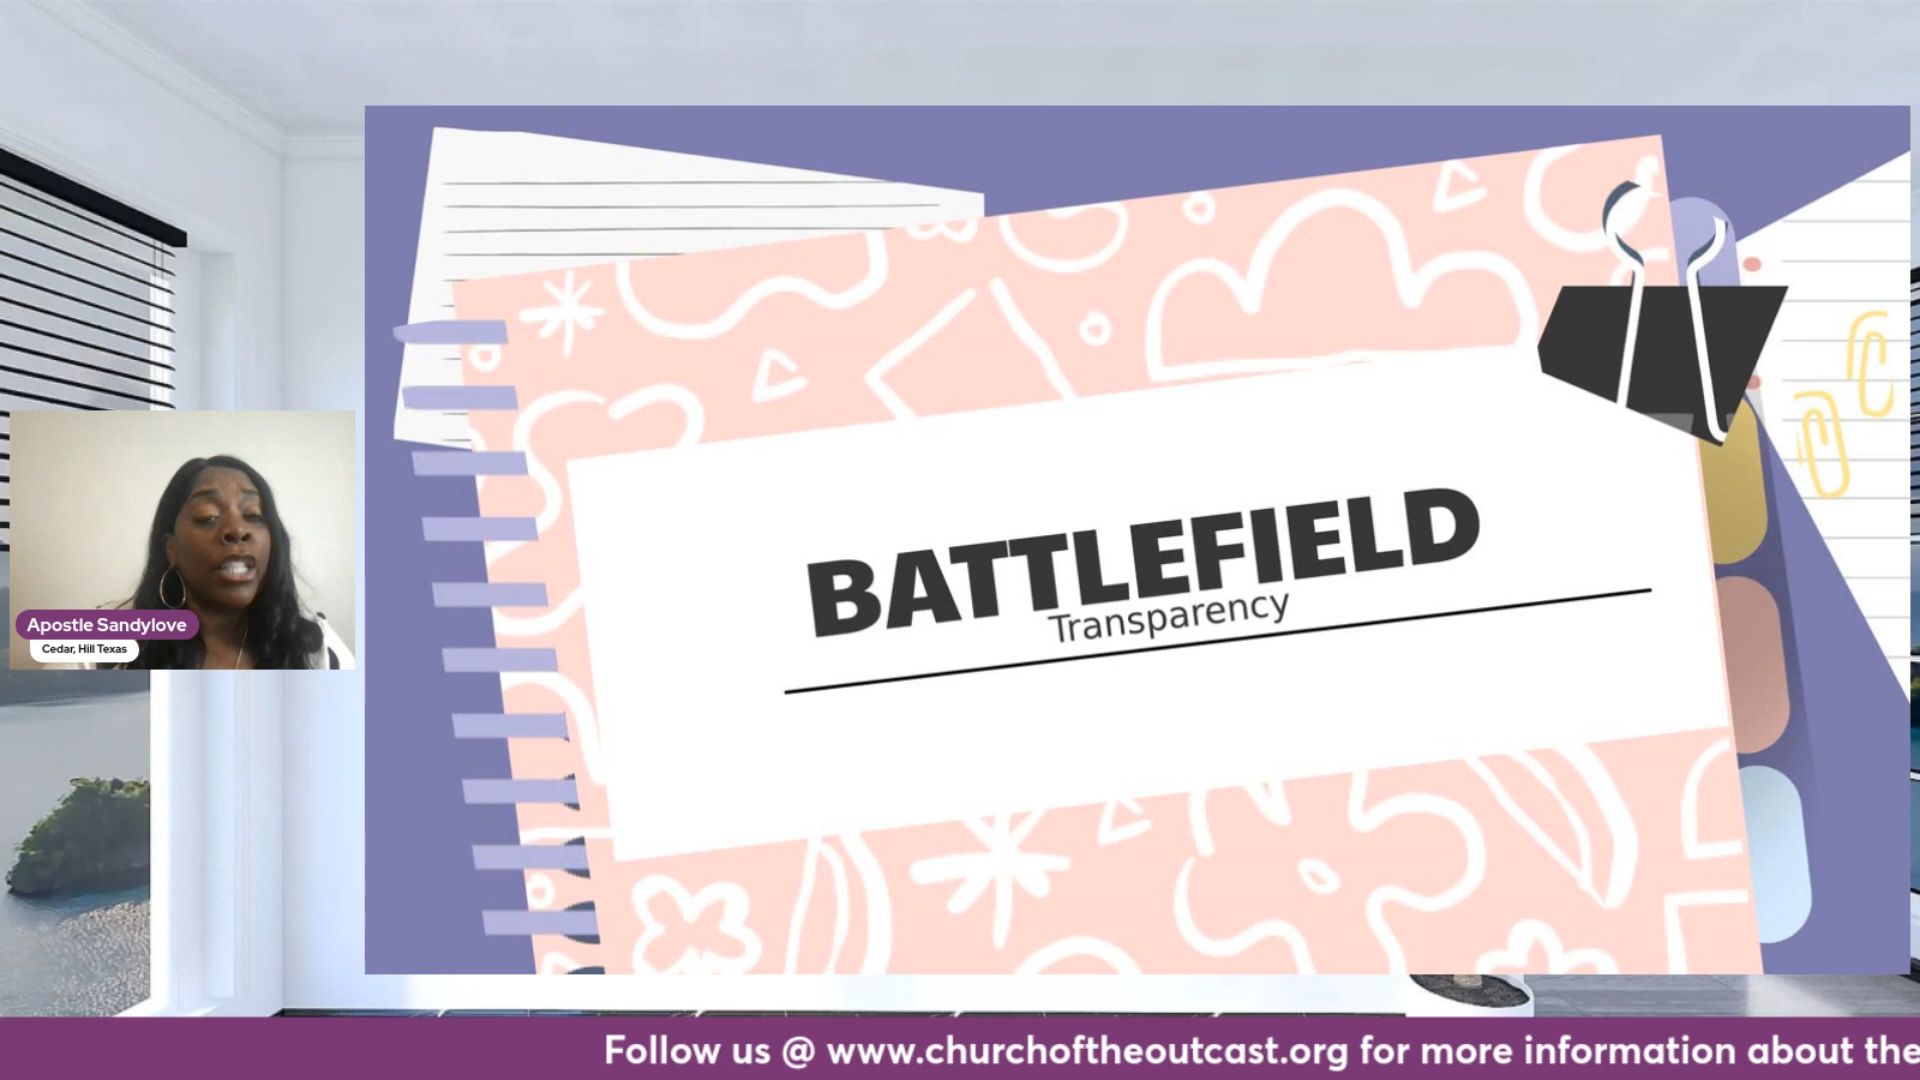 BATTLEFIELD
Transparency
Apostle Sandylove
Cedar, Hill Texas
Follow us @ www.churchoftheoutcast.org for more information about the